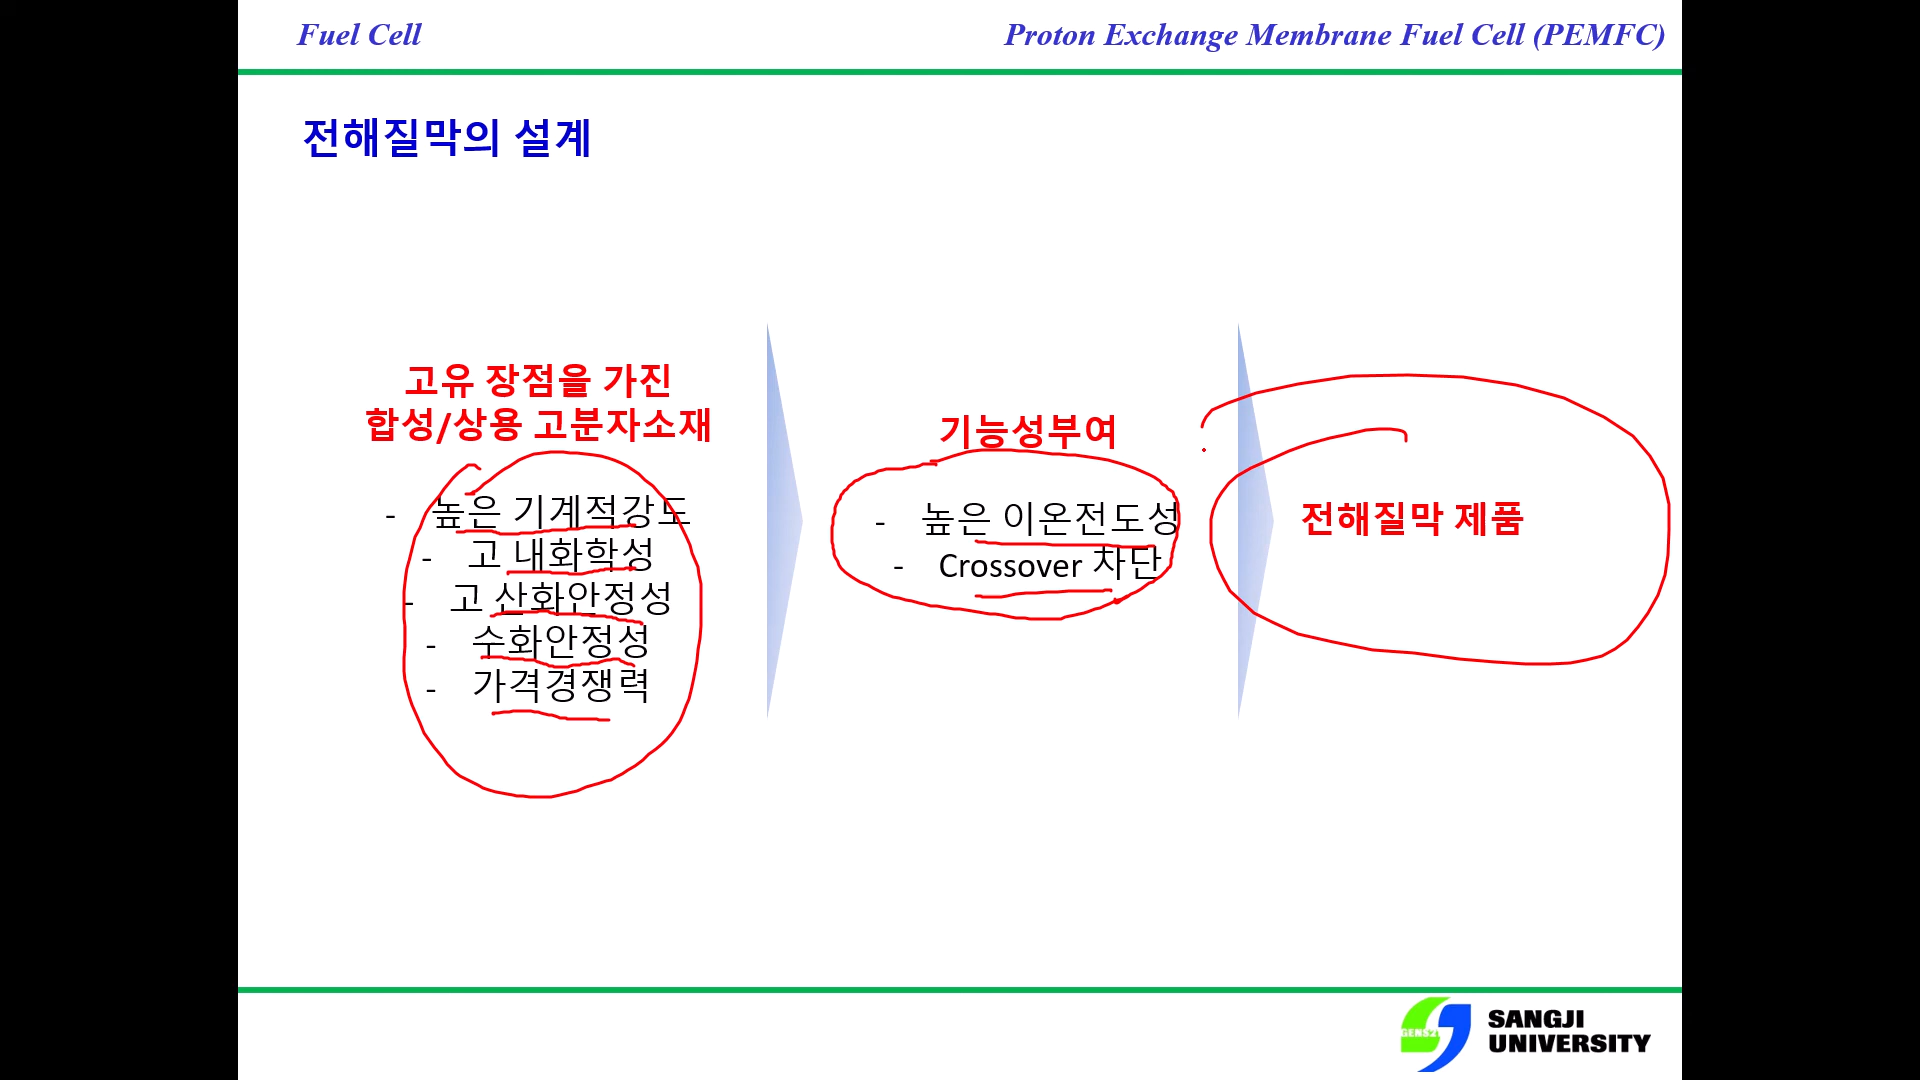 Fuel Cell
Proton Exchange Membrane Fuel Cell (PEMFC)
전해질막의 설계
고유 장점을 가진
합성/상용 고분자소재
- 높은 기계적강도
- 고 내화학성
- 고 산화안정성
- 수화안정성
- 가격경쟁력
기능성부여
- 높은 이온전도성
- Crossover 차단
전해질막 제품
GENS21
SANGJI
UNIVERSITY